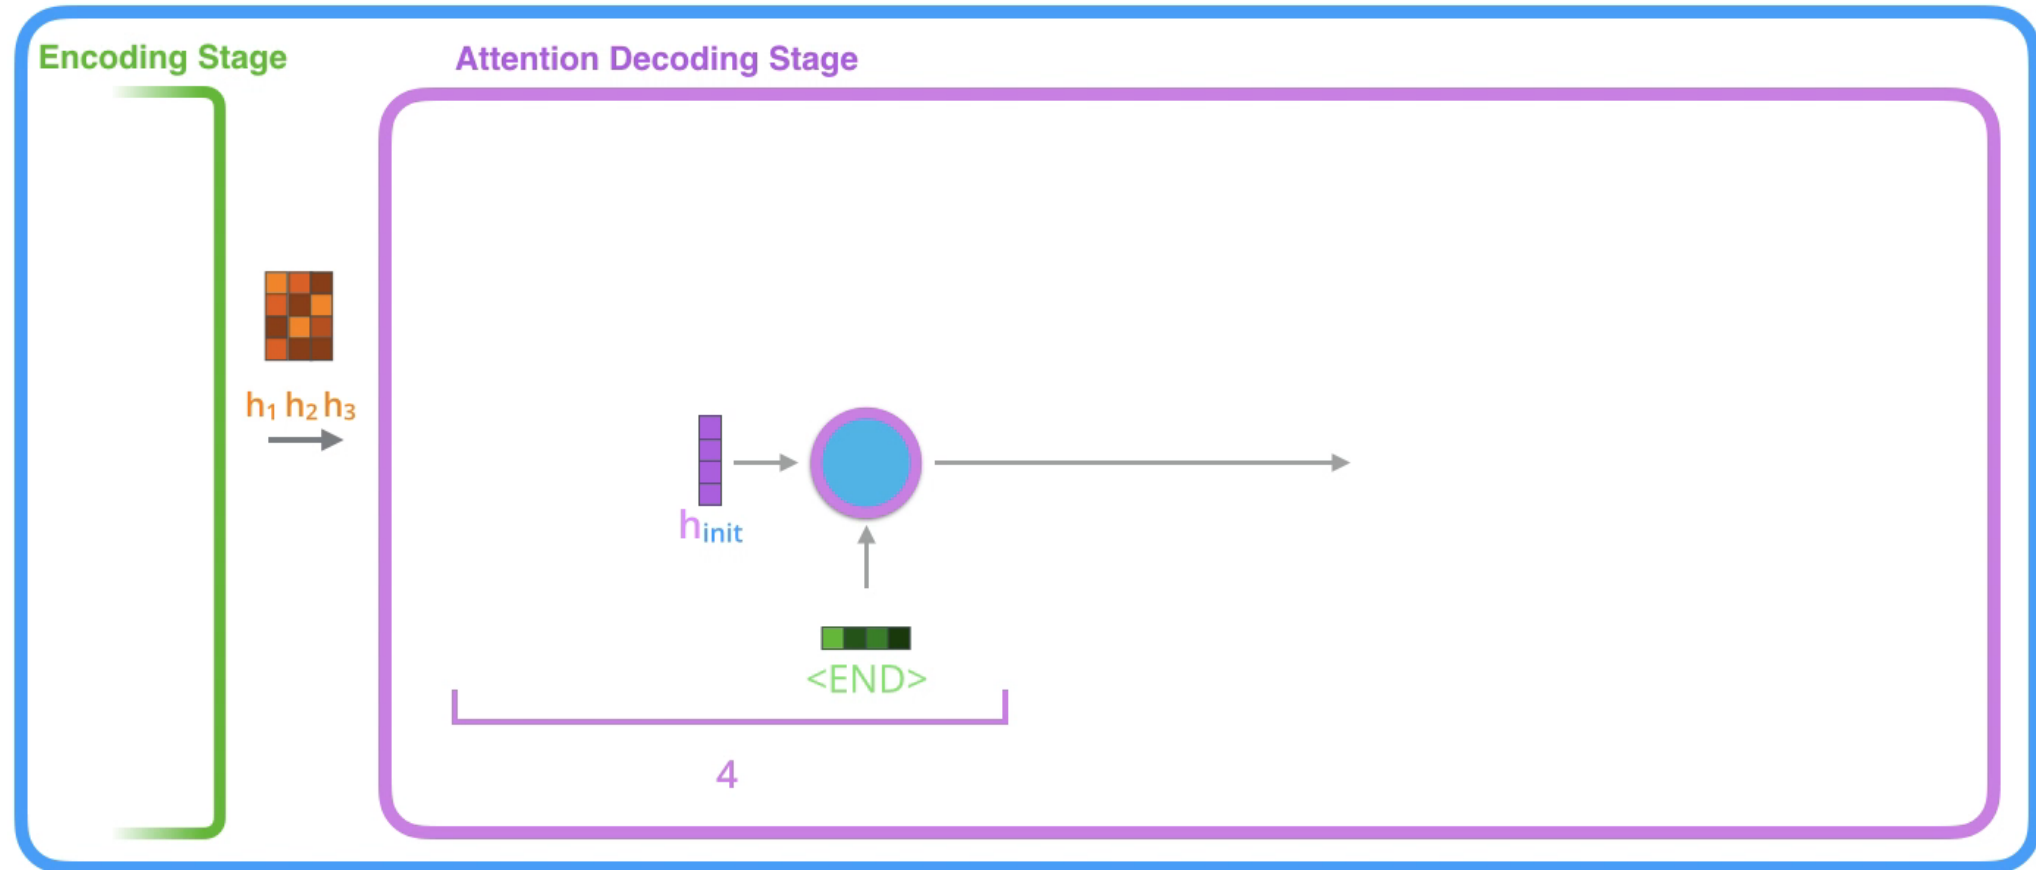 Encoding Stage
Attention Decoding Stage
h₁ h₂ h₃
hinit
<END>
4